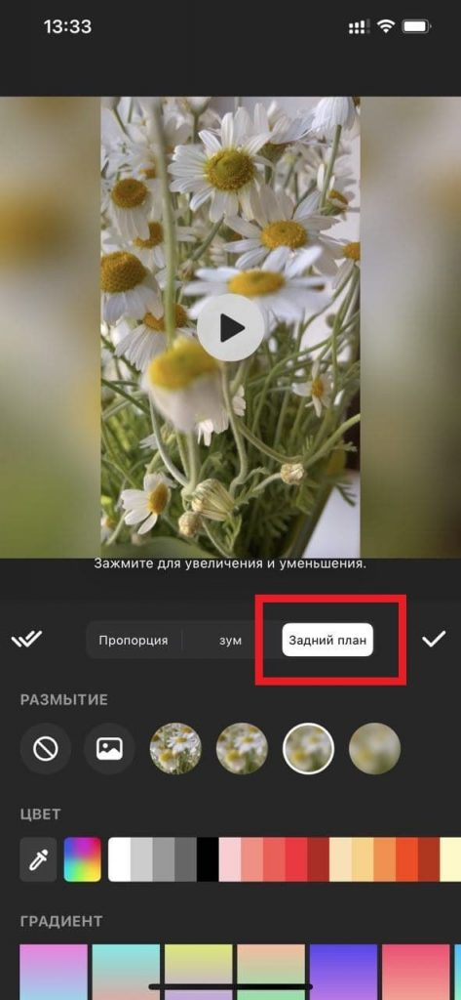 13:33
Зажмите для увеличения и уменьшения.
Пропорция зум Задний план
РАЗМЫТИЕ
ЦВЕТ
ГРАДИЕНТ